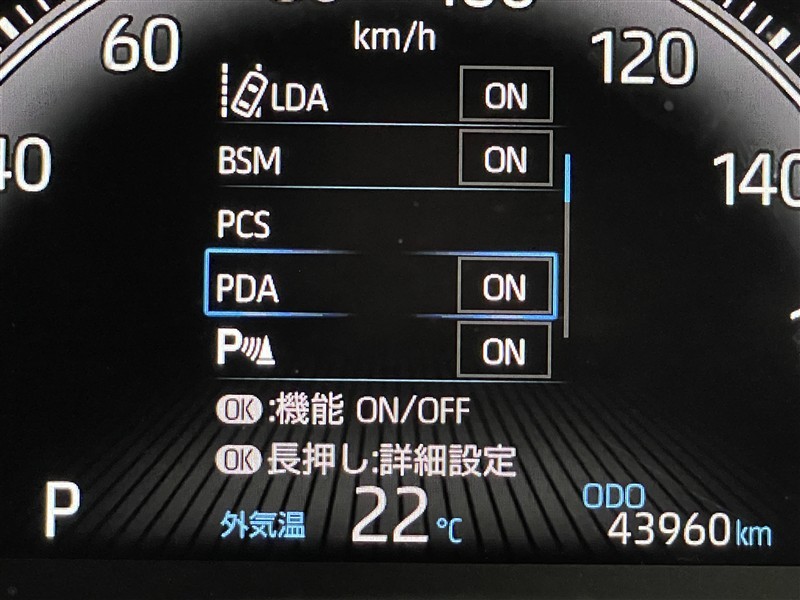 60
km/h
120
LDA ON
40
BSM ON
140
PCS
PDA ON
P ON
OK:機能 ON/OFF
OK長押し:詳細設定
P
外気温 22℃
ODO
43960km